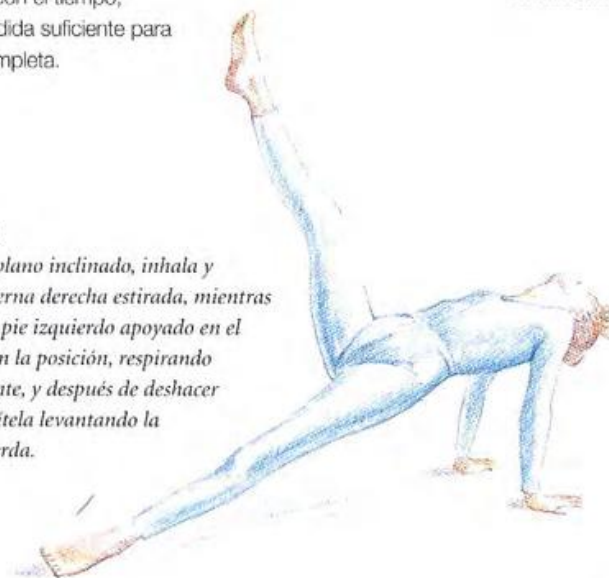 con el tiempo,
dida suficiente para
mpleta.
plano inclinado, inhala y
erna derecha estirada, mientras
pie izquierdo apoyado en el
n la posición, respirando
nte, y después de deshacer
ítela levantando la
rda.